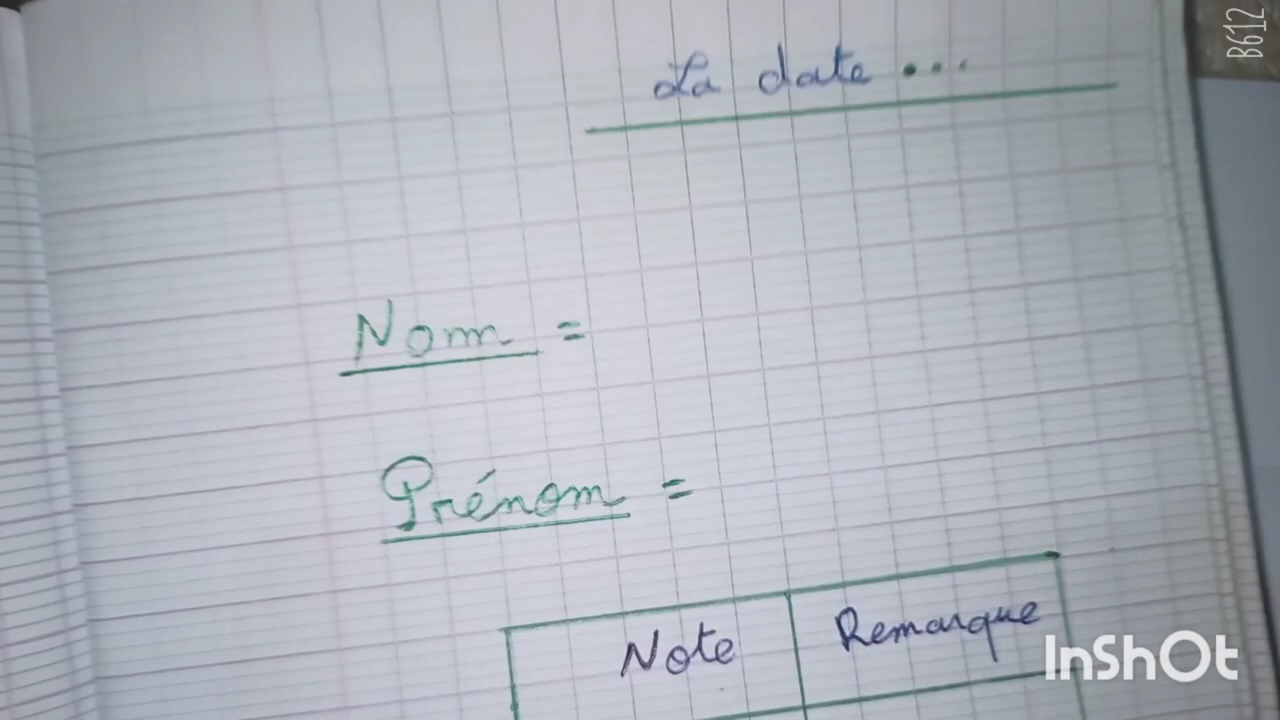 La date ...
Nom =
Prénom =
Note Remarque
InShOt
B612